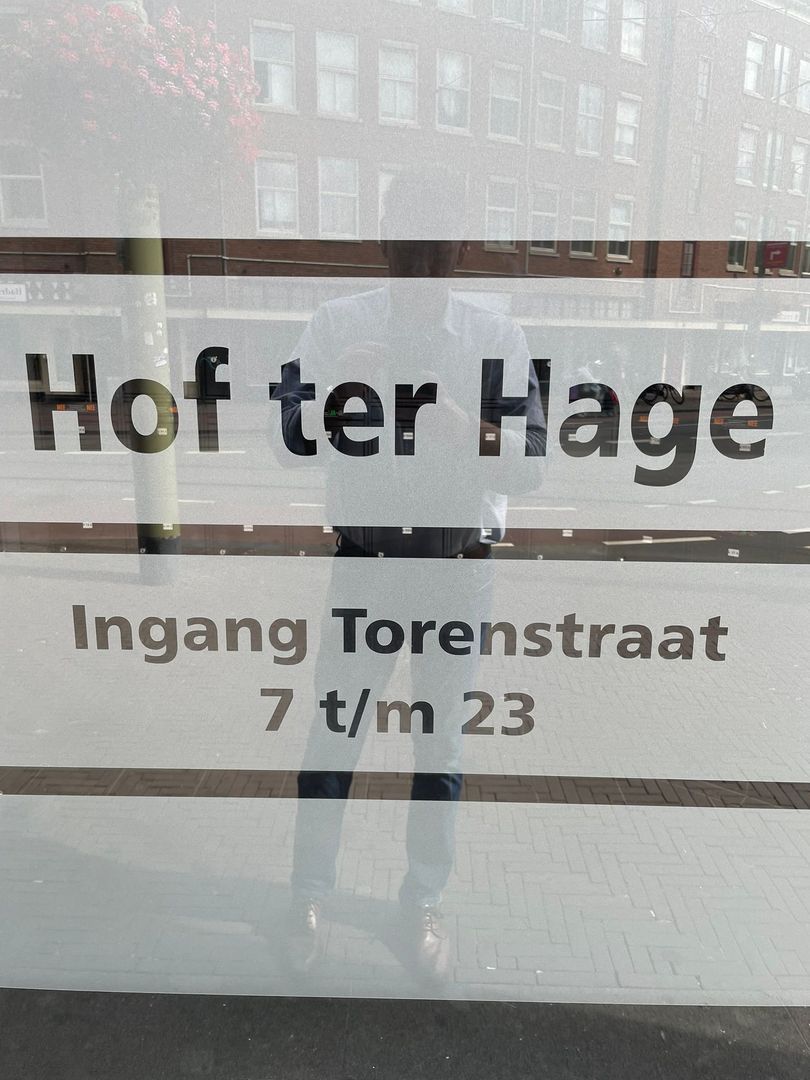 Hof ter Hage
Ingang Torenstraat
7 t/m 23